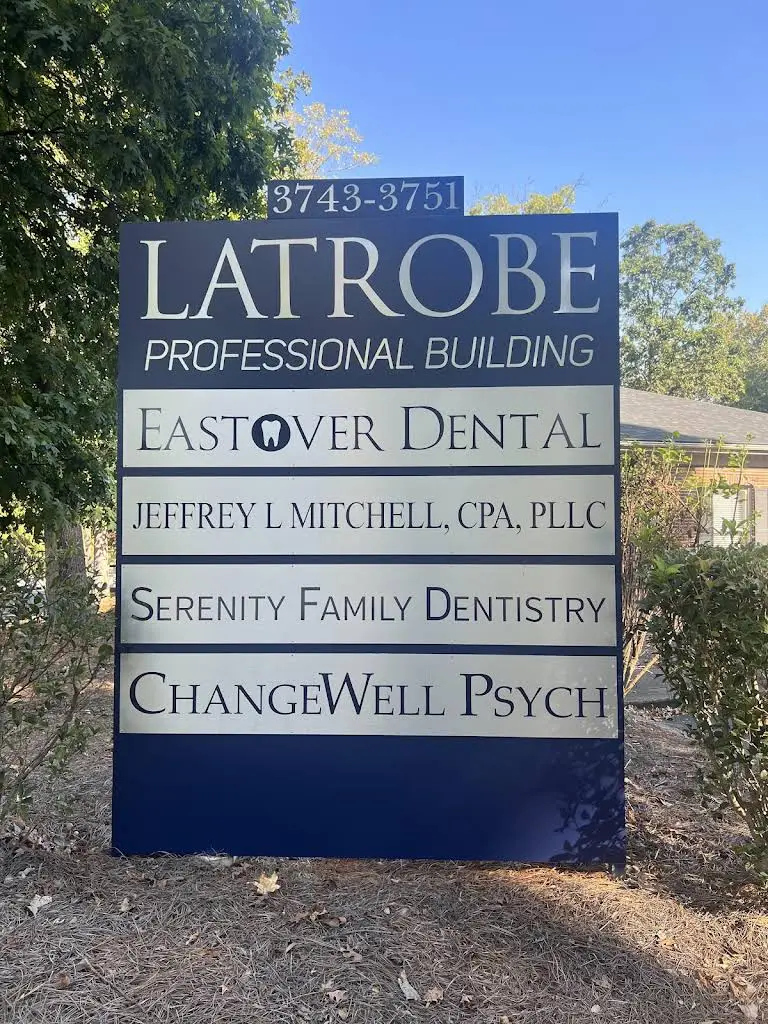 3743-3751
LATROBE
PROFESSIONAL BUILDING
EASTOVER DENTAL
JEFFREY L MITCHELL, CPA, PLLC
SERENITY FAMILY DENTISTRY
CHANGEWELL PSYCH